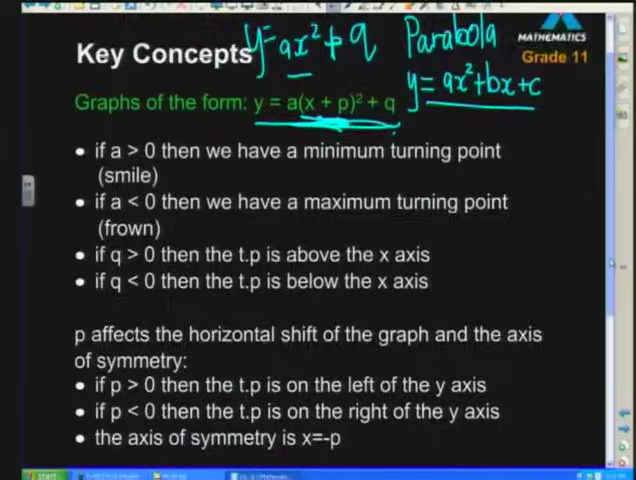 y=ax²+q Parabola
MATHEMATICS
Key Concepts
Grade 11
y=ax²+bx+c
Graphs of the form: y = a(x + p)² + q
• if a > 0 then we have a minimum turning point
(smile)
• if a < 0 then we have a maximum turning point
(frown)
• if q > 0 then the t.p is above the x axis
• if q < 0 then the t.p is below the x axis
p affects the horizontal shift of the graph and the axis
of symmetry:
• if p > 0 then the t.p is on the left of the y axis
• if p < 0 then the t.p is on the right of the y axis
• the axis of symmetry is x=-p
start